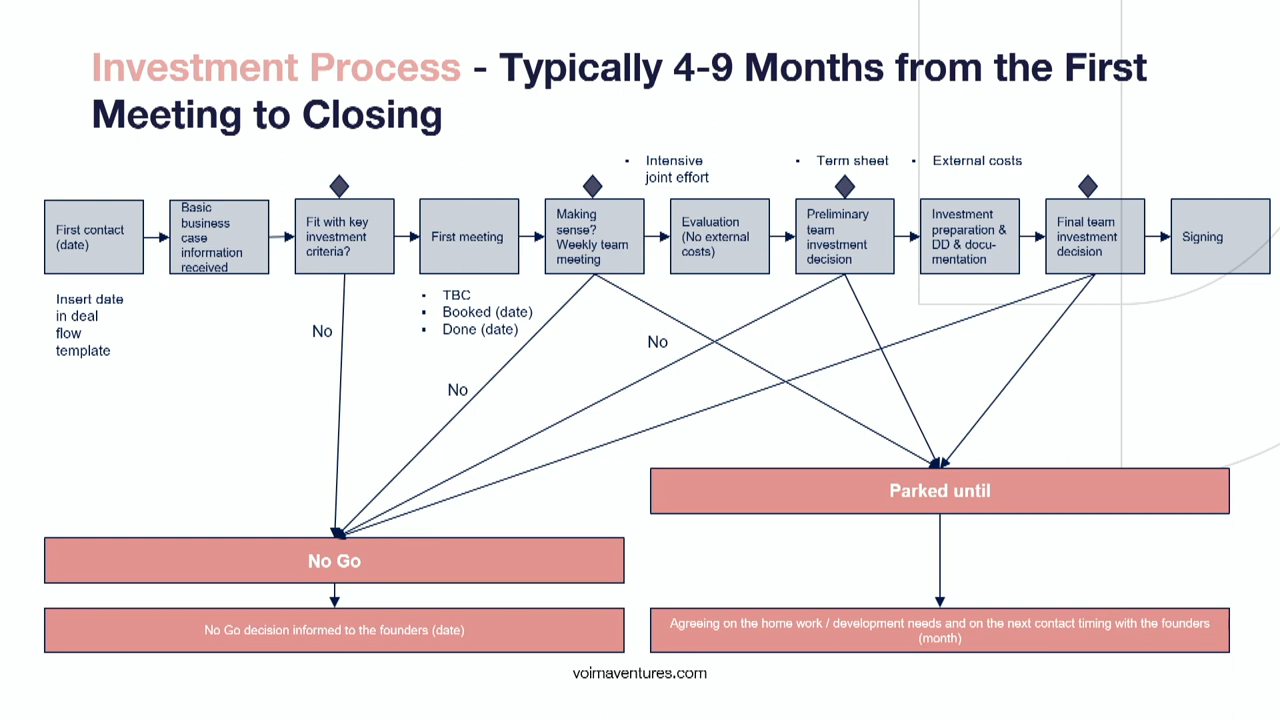 Investment Process - Typically 4-9 Months from the First
Meeting to Closing
▪ Intensive
joint effort
▪ Term sheet
▪ External costs
First contact
(date)
Basic
business
case
information
received
Fit with key
investment
criteria?
First meeting
Making
sense?
Weekly team
meeting
Evaluation
(No external
costs)
Preliminary
team
investment
decision
Investment
preparation &
DD & docu-
mentation
Final team
investment
decision
Signing
Insert date
in deal
flow
template
▪ TBC
▪ Booked (date)
▪ Done (date)
No
No
No
Parked until
No Go
No Go decision informed to the founders (date)
Agreeing on the home work / development needs and on the next contact timing with the founders
(month)
voimaventures.com